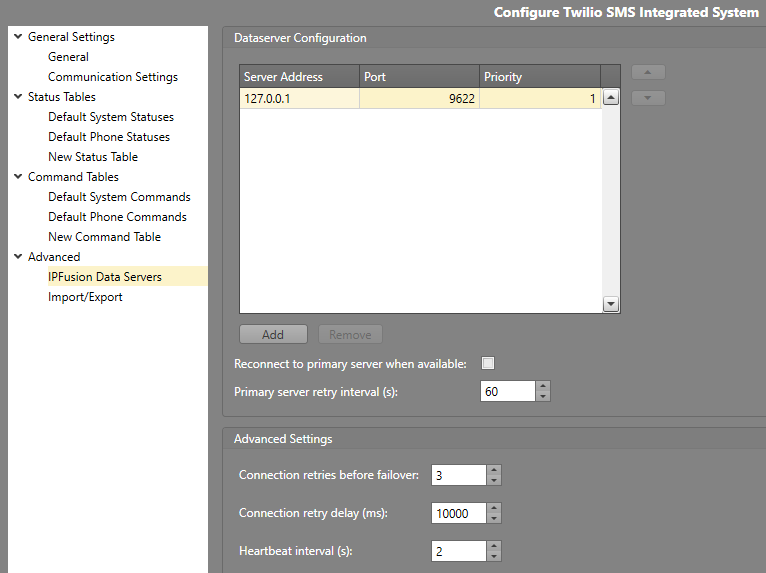 Configure Twilio SMS Integrated System
General Settings
General
Communication Settings
Status Tables
Default System Statuses
Default Phone Statuses
New Status Table
Command Tables
Default System Commands
Default Phone Commands
New Command Table
Advanced
IPFusion Data Servers
Import/Export
Dataserver Configuration
Server Address Port Priority
127.0.0.1 9622 1
Add Remove
Reconnect to primary server when available:
Primary server retry interval (s): 60
Advanced Settings
Connection retries before failover: 3
Connection retry delay (ms): 10000
Heartbeat interval (s): 2